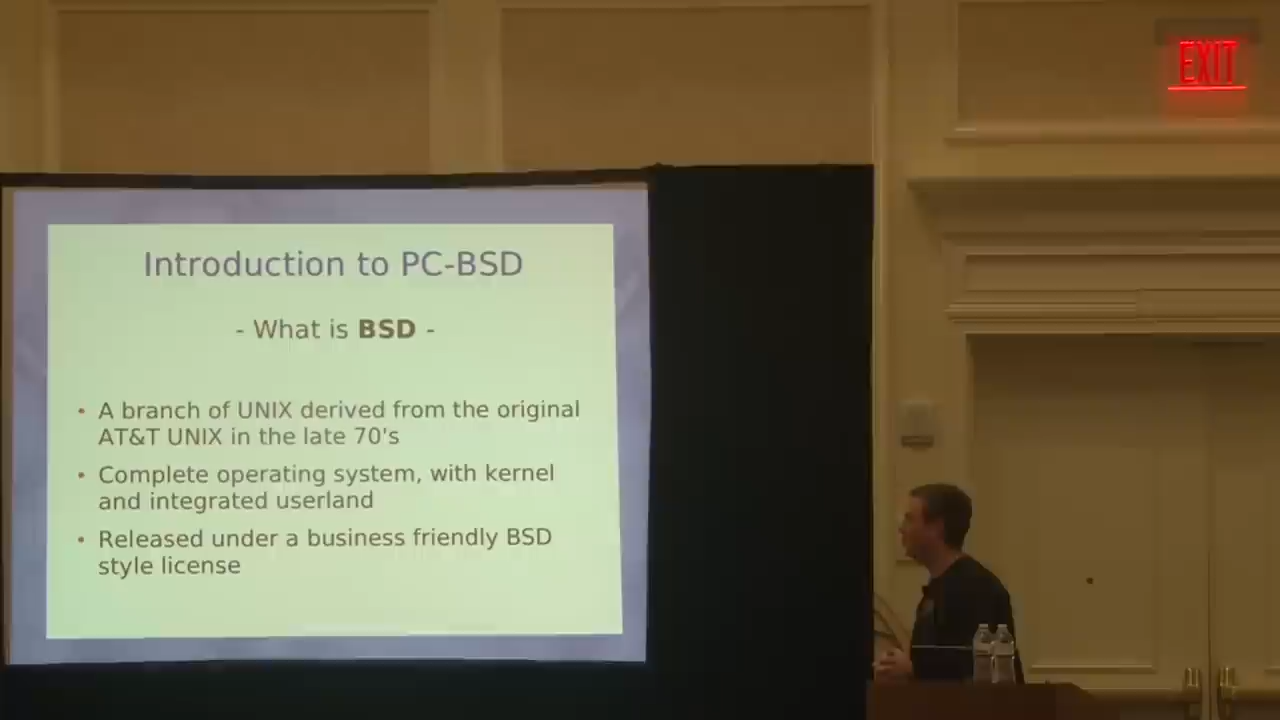 EXIT
Introduction to PC-BSD
- What is BSD -
• A branch of UNIX derived from the original
AT&T UNIX in the late 70's
• Complete operating system, with kernel
and integrated userland
• Released under a business friendly BSD
style license